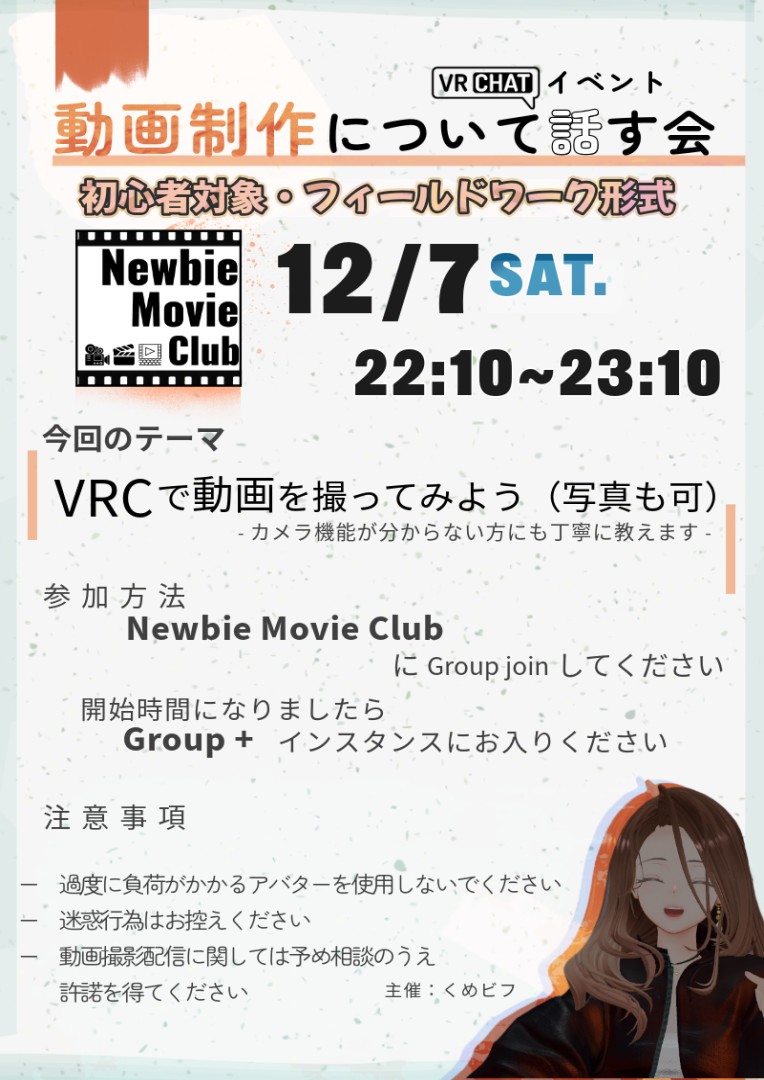 VRCHAT イベント
動画制作について話す会
初心者対象・フィールドワーク形式
Newbie
Movie
Club
12/7 SAT.
22:10~23:10
今回のテーマ
VRCで動画を撮ってみよう（写真も可）
- カメラ機能が分からない方にも丁寧に教えます -
参加方法
Newbie Movie Club
に Group join してください
開始時間になりましたら
Group + インスタンスにお入りください
注意事項
― 過度に負荷がかかるアバターを使用しないでください
― 迷惑行為はお控えください
― 動画撮影配信に関しては予め相談のうえ
許諾を得てください
主催：くめビフ